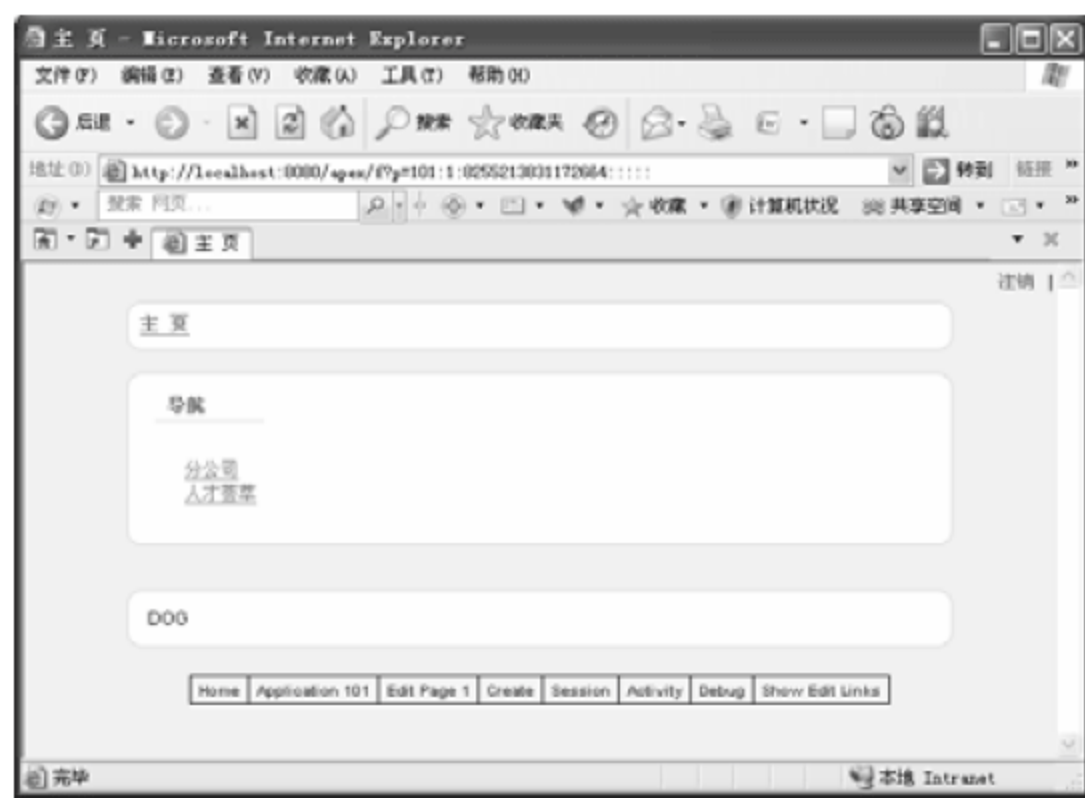 主 页 - Microsoft Internet Explorer
文件(F) 编辑(E) 查看(V) 收藏(A) 工具(T) 帮助(H)
后退 搜索 收藏夹
地址(D) http://localhost:8080/apex/f?p=101:1:8255213831172664::::: 转到 链接 »
搜索 网页... 收藏 计算机状况 共享空间 »
主 页
注销 |
主 页
导航
分公司
人才荟萃
DOG
Home Application 101 Edit Page 1 Create Session Activity Debug Show Edit Links
完毕 本地 Intranet